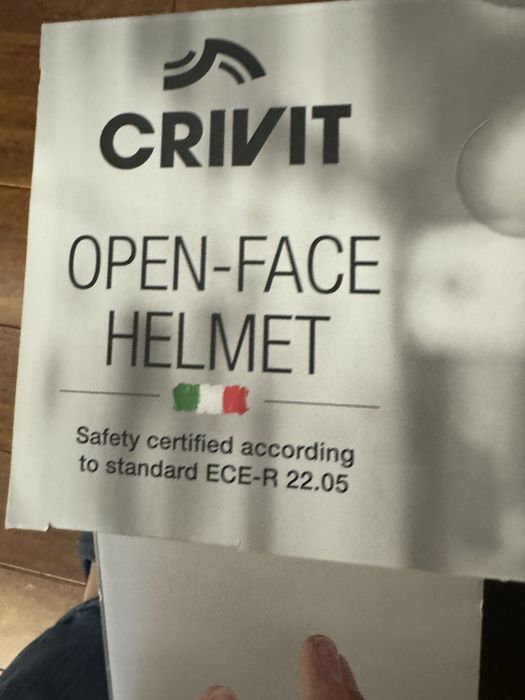 CRIVIT
OPEN-FACE
HELMET
Safety certified according
to standard ECE-R 22.05